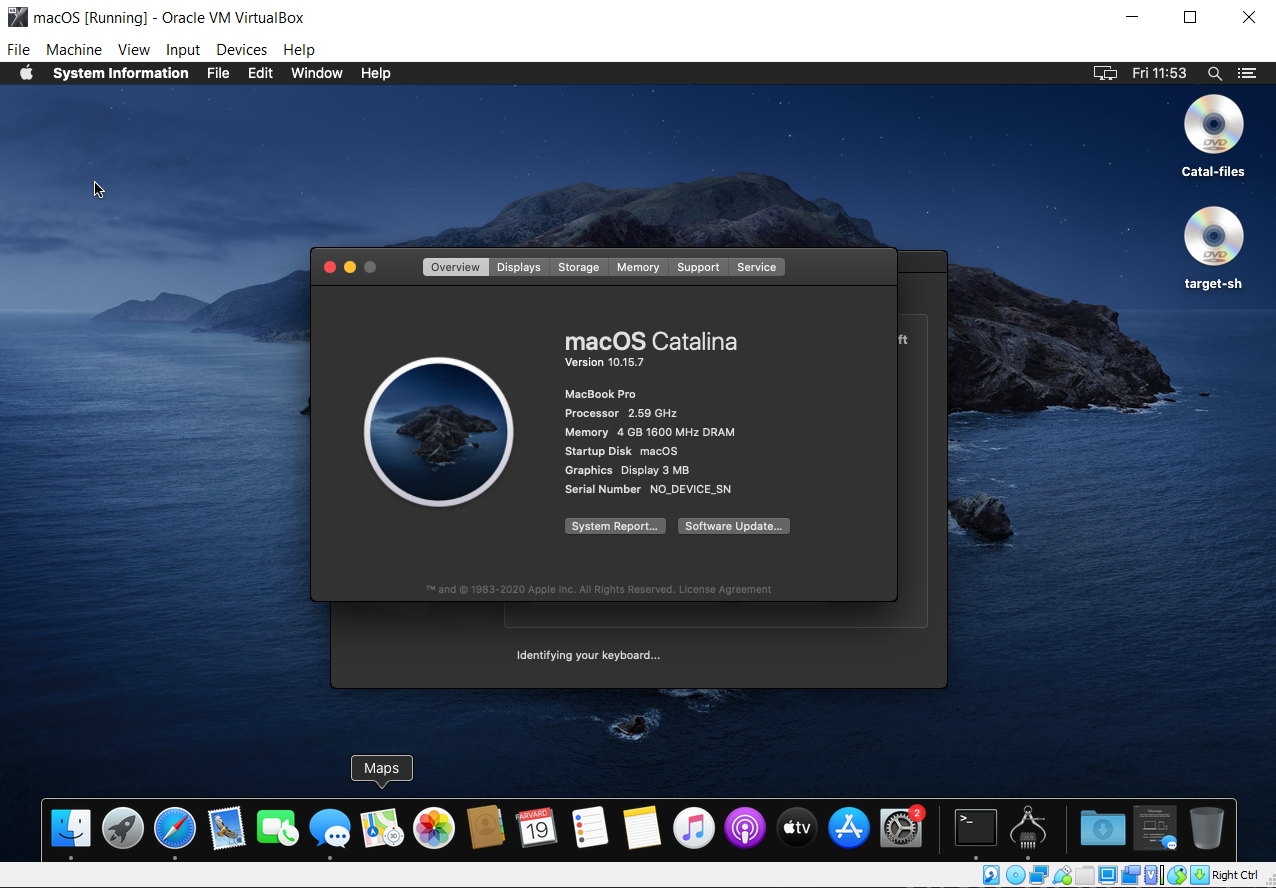 macOS [Running] - Oracle VM VirtualBox
File Machine View Input Devices Help
System Information File Edit Window Help
Fri 11:53
DVD
Catal-files
DVD
target-sh
Overview Displays Storage Memory Support Service
ft
macOS Catalina
Version 10.15.7
MacBook Pro
Processor 2.59 GHz
Memory 4 GB 1600 MHz DRAM
Startup Disk macOS
Graphics Display 3 MB
Serial Number NO_DEVICE_SN
System Report... Software Update...
™ and © 1983-2020 Apple Inc. All Rights Reserved. License Agreement
Identifying your keyboard...
Maps
19
tv
2
>_
Right Ctrl